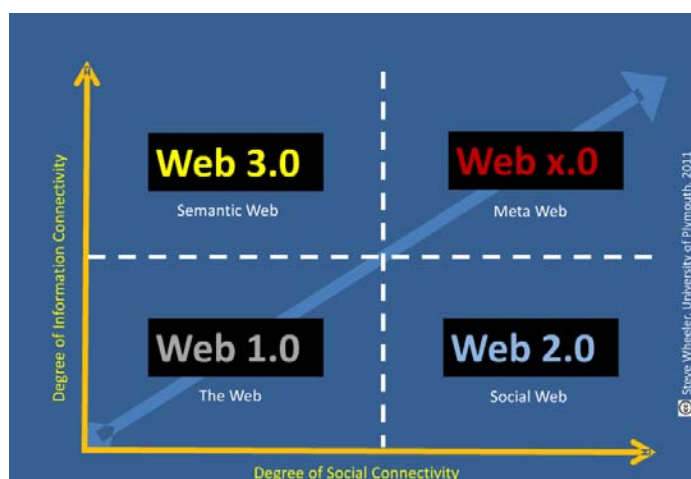 Web 3.0
Semantic Web
Web x.0
Meta Web
Web 1.0
The Web
Web 2.0
Social Web
Degree of Information Connectivity
Degree of Social Connectivity
Steve Wheeler, University of Plymouth, 2011